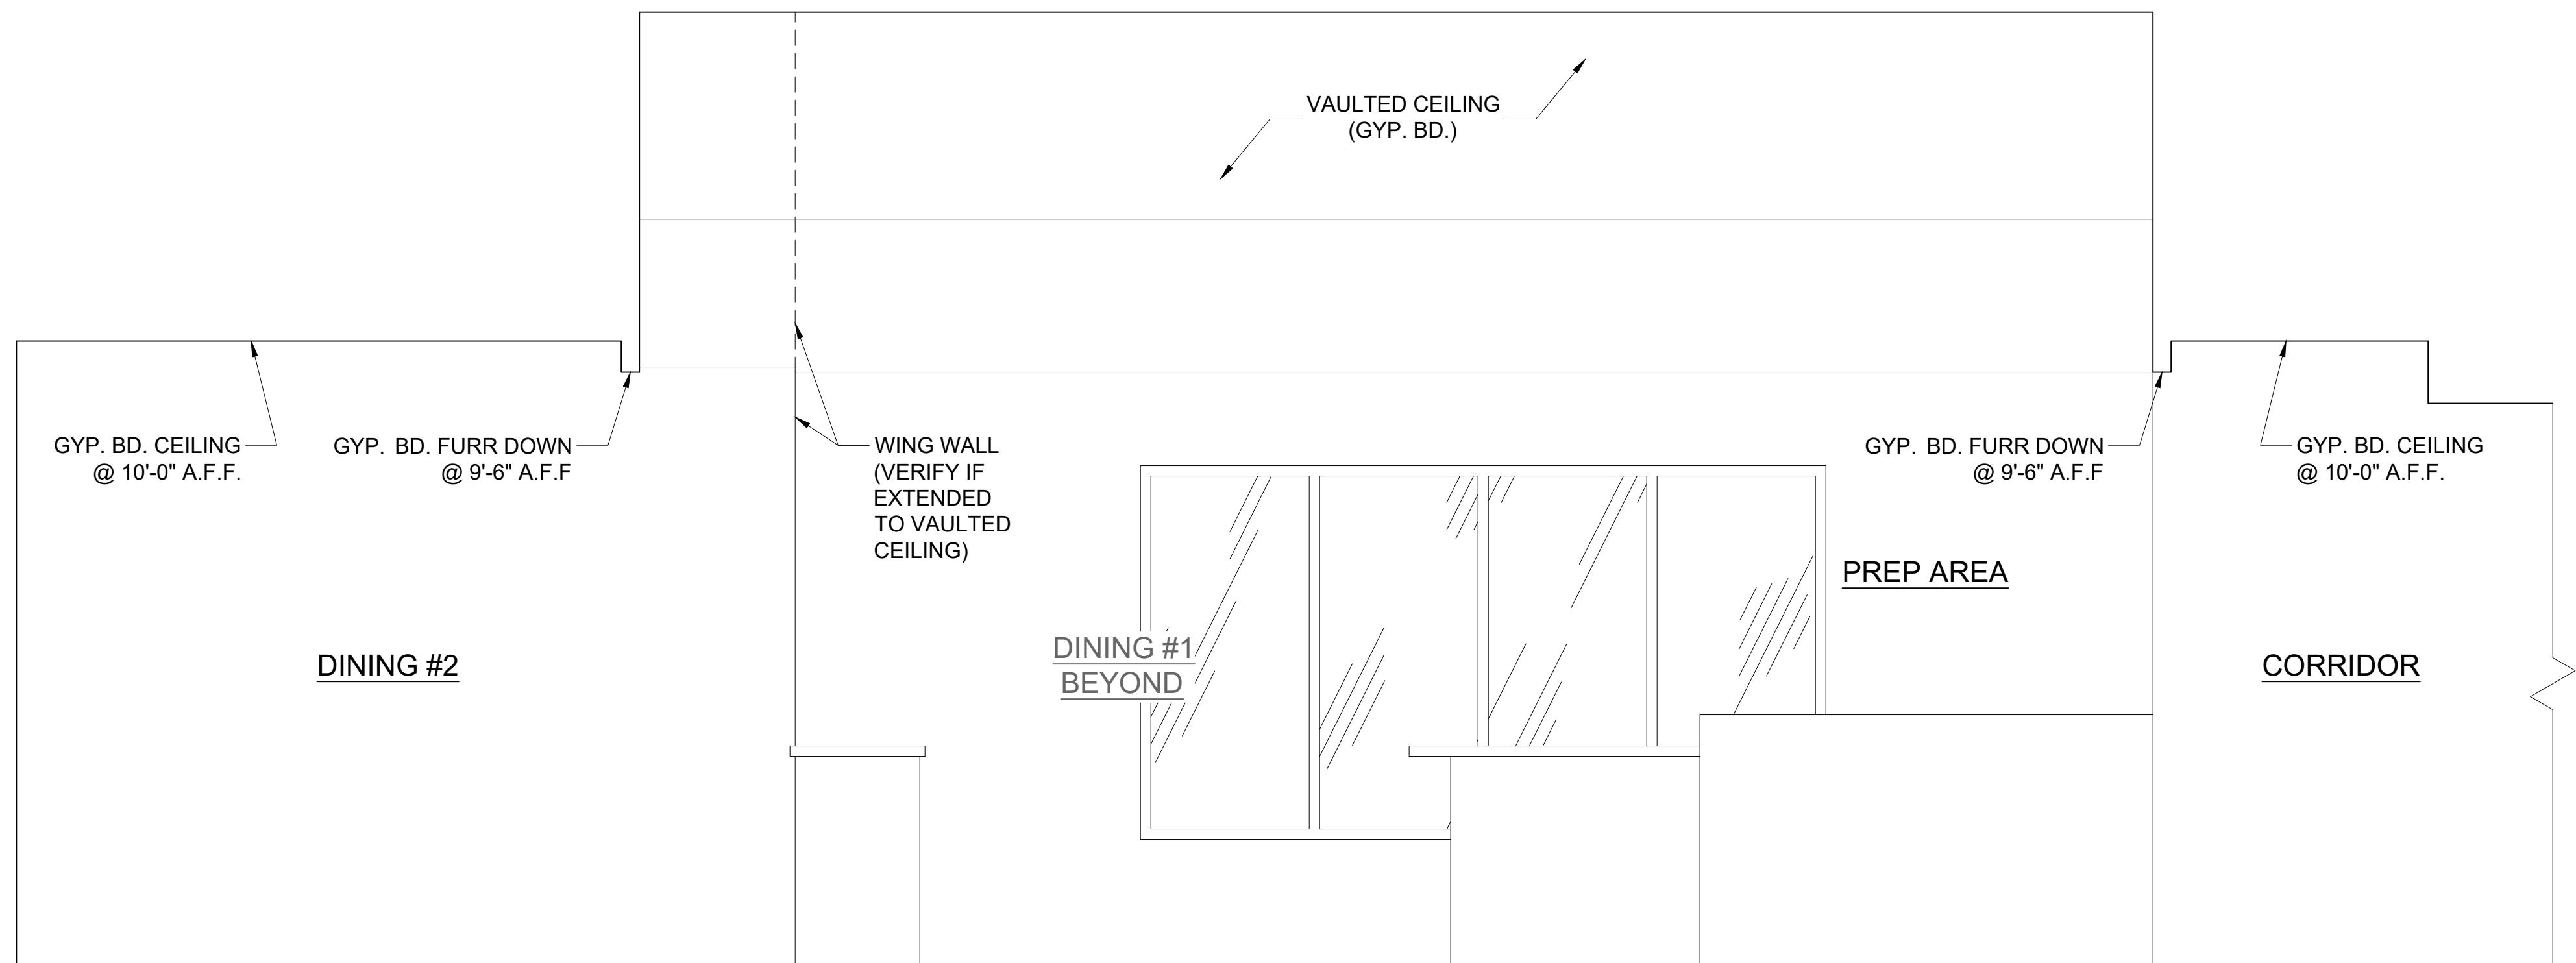 VAULTED CEILING
(GYP. BD.)
GYP. BD. CEILING
@ 10'-0" A.F.F.
GYP. BD. FURR DOWN
@ 9'-6" A.F.F
WING WALL
(VERIFY IF
EXTENDED
TO VAULTED
CEILING)
GYP. BD. FURR DOWN
@ 9'-6" A.F.F
GYP. BD. CEILING
@ 10'-0" A.F.F.
PREP AREA
DINING #2
DINING #1
BEYOND
CORRIDOR